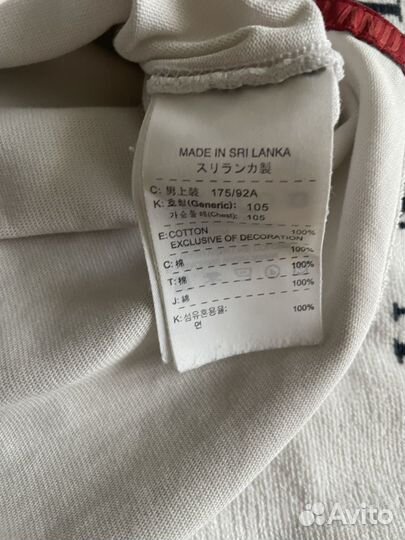 MADE IN SRI LANKA
スリランカ製
C: 男上装 175/92A
K: 호칭(Generic): 105
가슴둘레(Chest): 105
E: COTTON 100%
EXCLUSIVE OF DECORATION
C: 棉 100%
T: 棉 100%
J: 綿 100%
K: 섬유혼용율: 100%
면
Avito